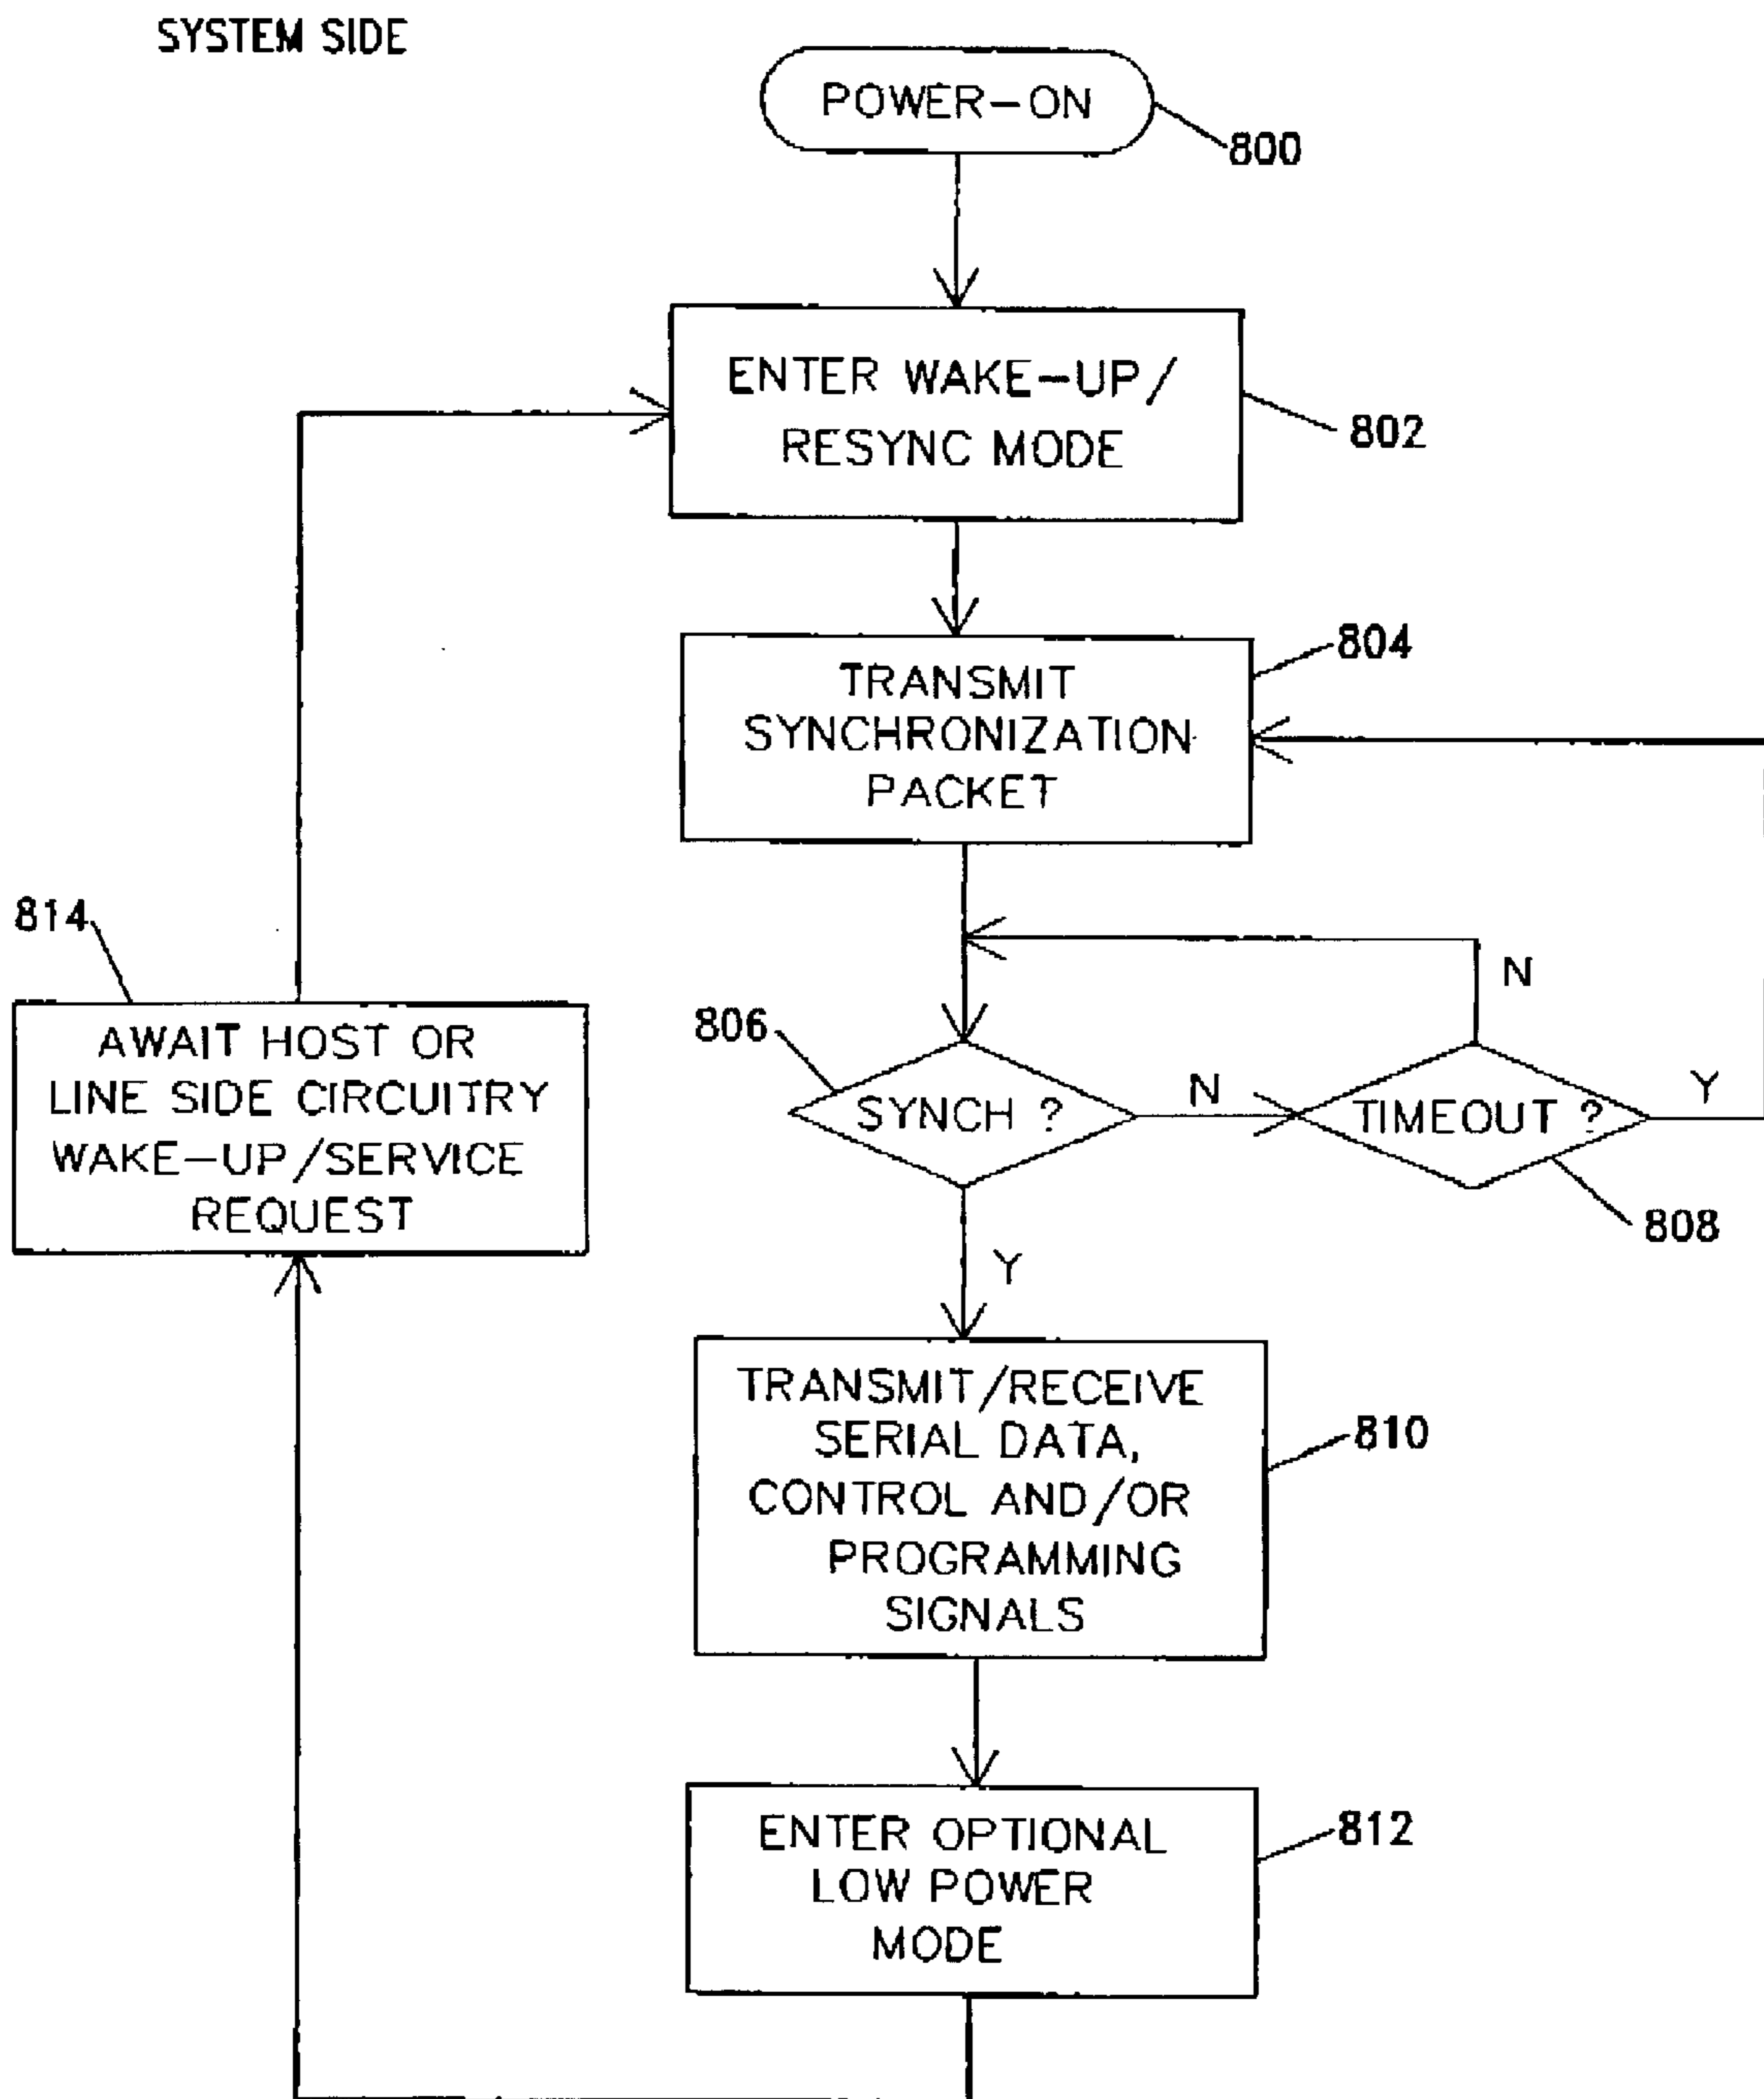 SYSTEM SIDE
POWER-ON
800
ENTER WAKE-UP/
RESYNC MODE
802
804
TRANSMIT
SYNCHRONIZATION
PACKET
814
N
806
AWAIT HOST OR
LINE SIDE CIRCUITRY
WAKE-UP/SERVICE
REQUEST
SYNCH ?
N
TIMEOUT ?
Y
808
Y
TRANSMIT/RECEIVE
SERIAL DATA,
CONTROL AND/OR
PROGRAMMING
SIGNALS
810
ENTER OPTIONAL
LOW POWER
MODE
812